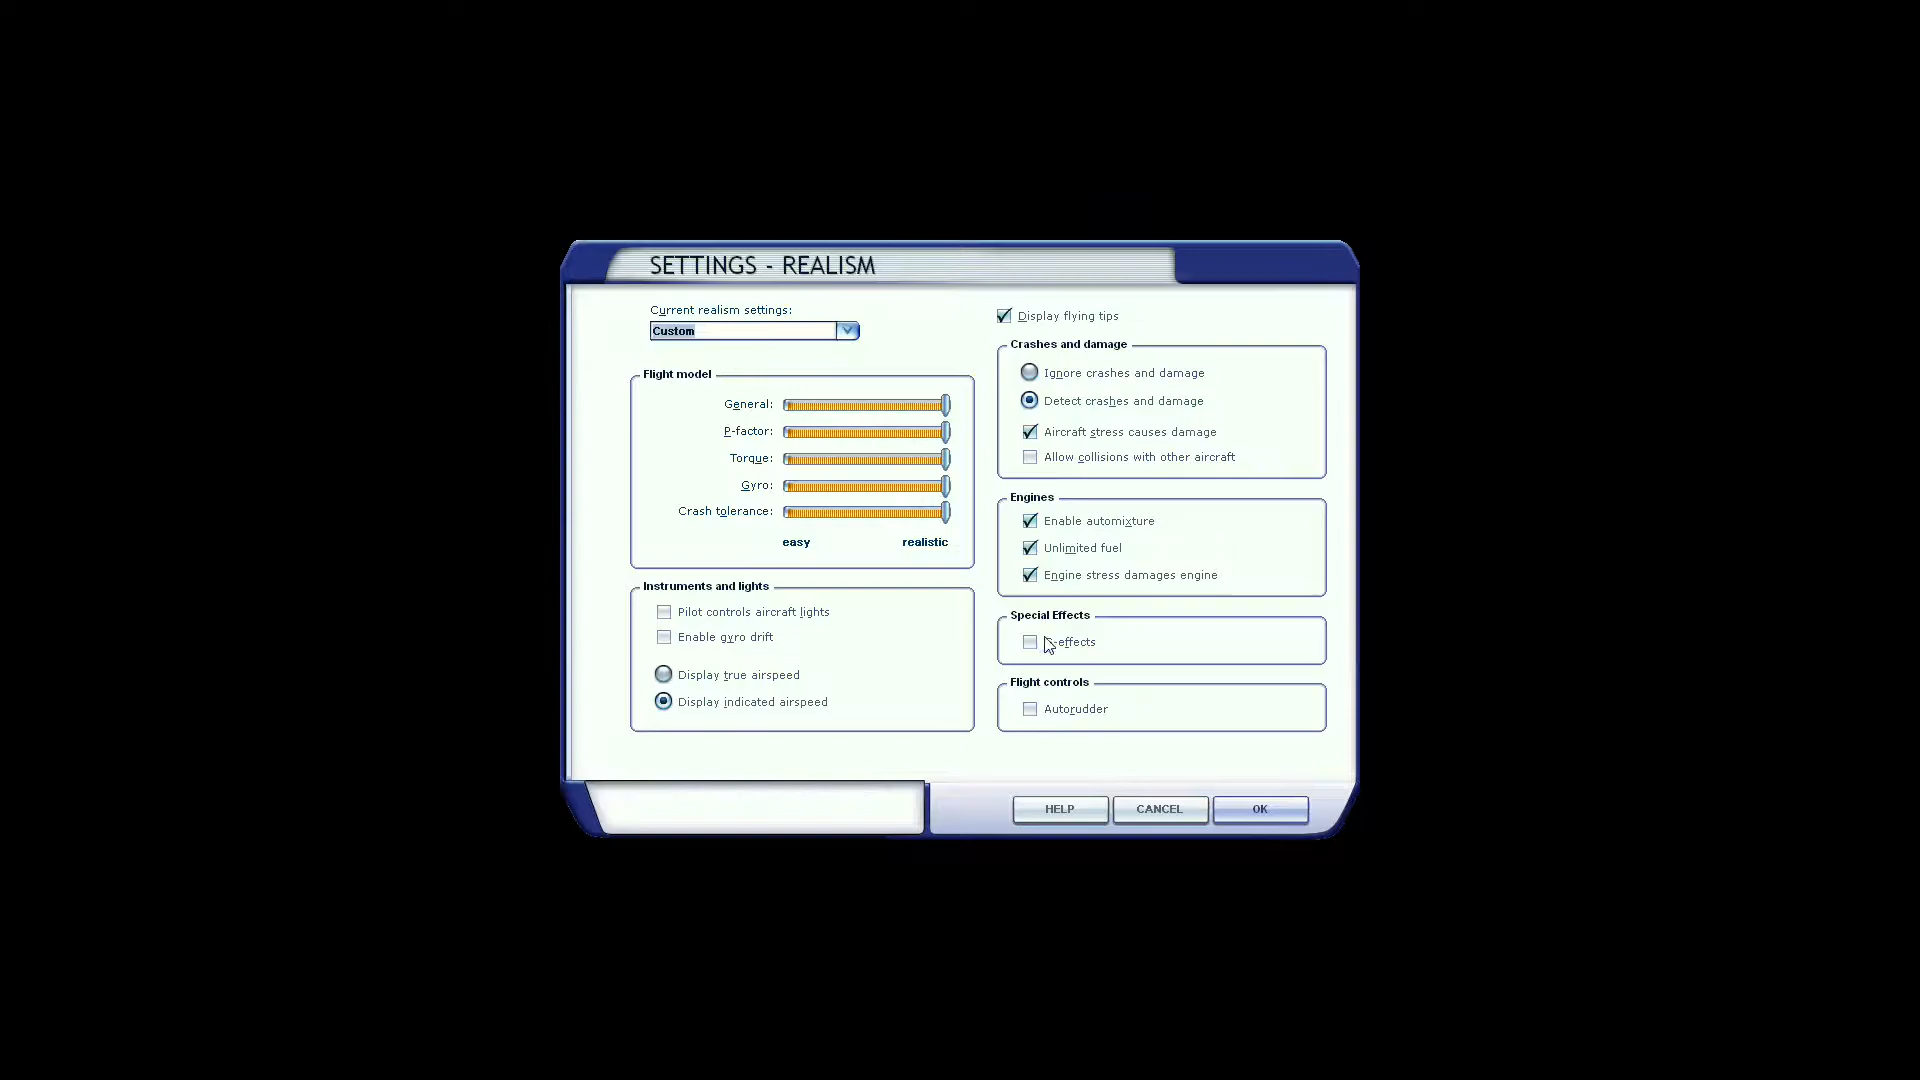 SETTINGS - REALISM
Current realism settings:
Custom
Flight model
General:
P-factor:
Torque:
Gyro:
Crash tolerance:
easy realistic
Instruments and lights
Pilot controls aircraft lights
Enable gyro drift
Display true airspeed
Display indicated airspeed
Display flying tips
Crashes and damage
Ignore crashes and damage
Detect crashes and damage
Aircraft stress causes damage
Allow collisions with other aircraft
Engines
Enable automixture
Unlimited fuel
Engine stress damages engine
Special Effects
-effects
Flight controls
Autorudder
HELP CANCEL OK